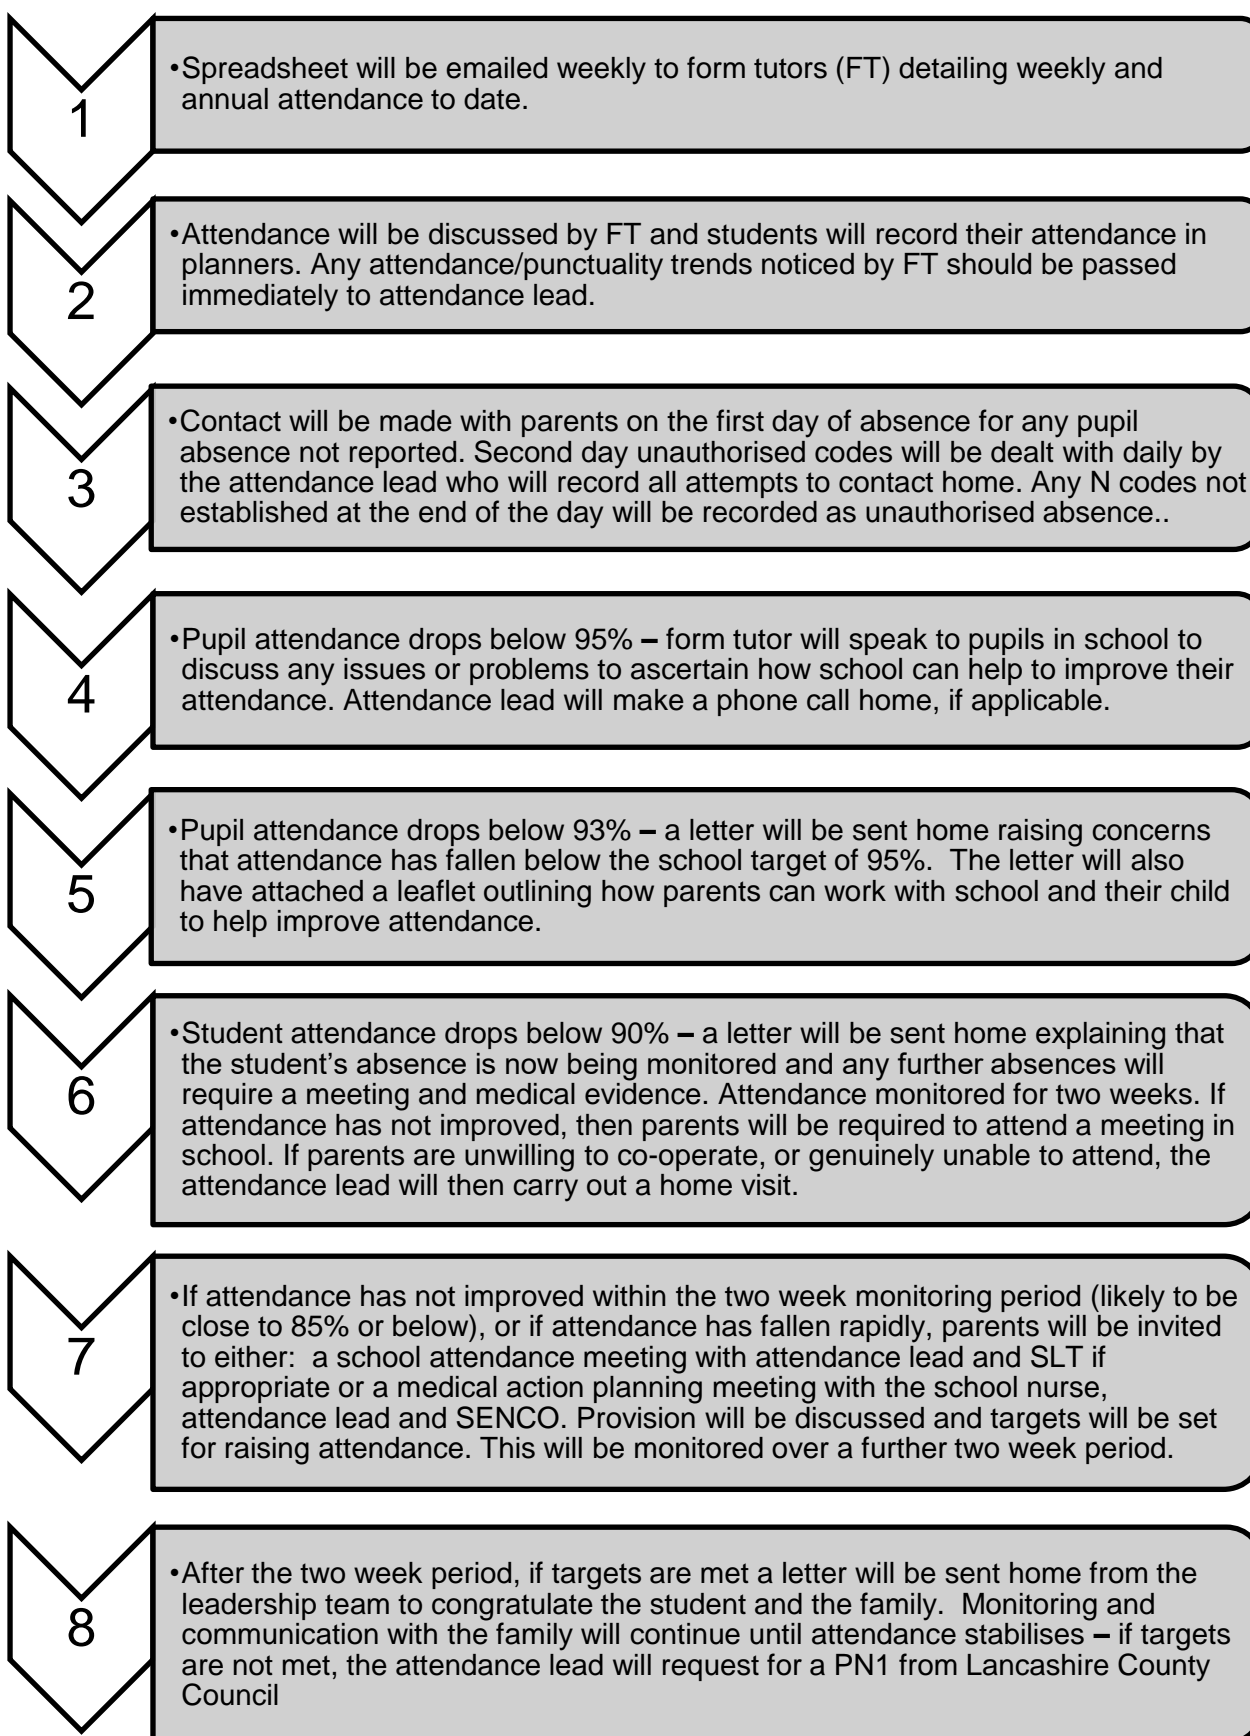 1
•Spreadsheet will be emailed weekly to form tutors (FT) detailing weekly and
annual attendance to date.
2
•Attendance will be discussed by FT and students will record their attendance in
planners. Any attendance/punctuality trends noticed by FT should be passed
immediately to attendance lead.
3
•Contact will be made with parents on the first day of absence for any pupil
absence not reported. Second day unauthorised codes will be dealt with daily by
the attendance lead who will record all attempts to contact home. Any N codes not
established at the end of the day will be recorded as unauthorised absence..
4
•Pupil attendance drops below 95% – form tutor will speak to pupils in school to
discuss any issues or problems to ascertain how school can help to improve their
attendance. Attendance lead will make a phone call home, if applicable.
5
•Pupil attendance drops below 93% – a letter will be sent home raising concerns
that attendance has fallen below the school target of 95%.  The letter will also
have attached a leaflet outlining how parents can work with school and their child
to help improve attendance.
6
•Student attendance drops below 90% – a letter will be sent home explaining that
the student’s absence is now being monitored and any further absences will
require a meeting and medical evidence. Attendance monitored for two weeks. If
attendance has not improved, then parents will be required to attend a meeting in
school. If parents are unwilling to co-operate, or genuinely unable to attend, the
attendance lead will then carry out a home visit.
7
•If attendance has not improved within the two week monitoring period (likely to be
close to 85% or below), or if attendance has fallen rapidly, parents will be invited
to either:  a school attendance meeting with attendance lead and SLT if
appropriate or a medical action planning meeting with the school nurse,
attendance lead and SENCO. Provision will be discussed and targets will be set
for raising attendance. This will be monitored over a further two week period.
8
•After the two week period, if targets are met a letter will be sent home from the
leadership team to congratulate the student and the family.  Monitoring and
communication with the family will continue until attendance stabilises – if targets
are not met, the attendance lead will request for a PN1 from Lancashire County
Council